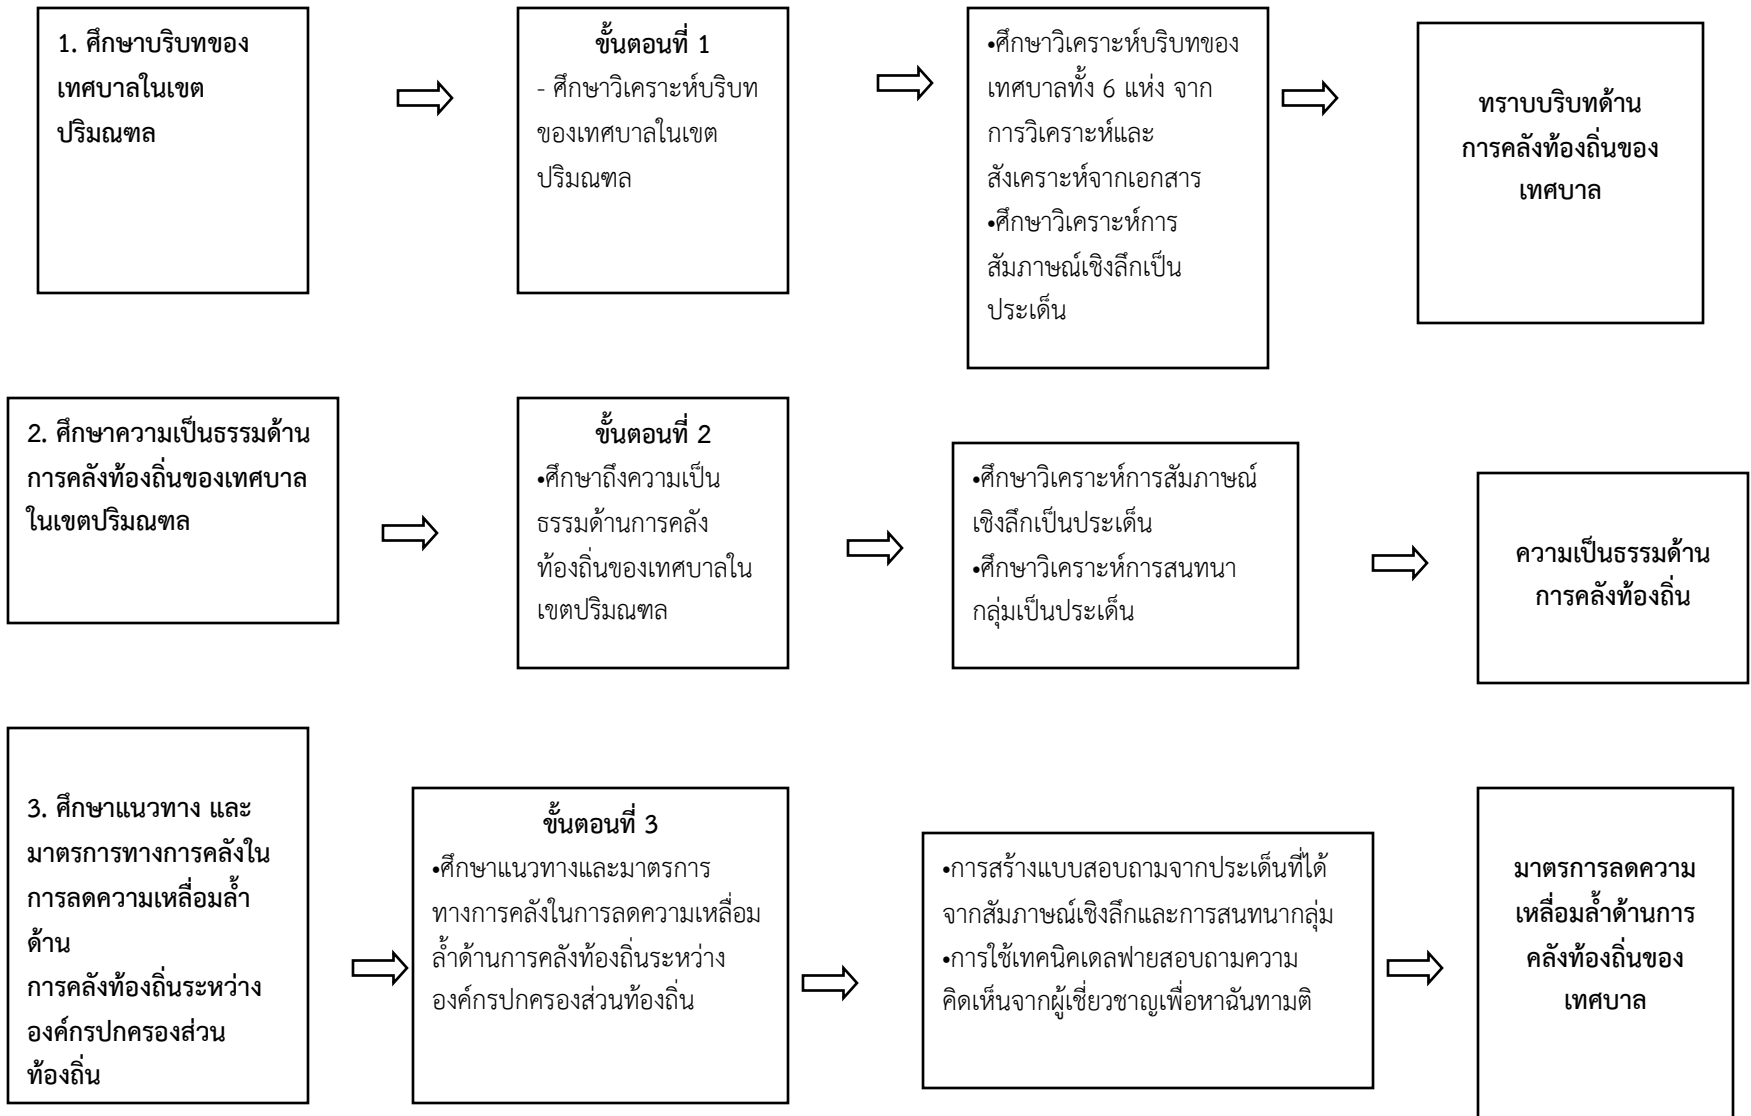 1. ศึกษาบริบทของ
เทศบาลในเขต
ปริมณฑล
ขั้นตอนที่ 1
- ศึกษาวิเคราะห์บริบท
ของเทศบาลในเขต
ปริมณฑล
•ศึกษาวิเคราะห์บริบทของ
เทศบาลทั้ง 6 แห่ง จาก
การวิเคราะห์และ
สังเคราะห์จากเอกสาร
•ศึกษาวิเคราะห์การ
สัมภาษณ์เชิงลึกเป็น
ประเด็น
ทราบบริบทด้าน
การคลังท้องถิ่นของ
เทศบาล
2. ศึกษาความเป็นธรรมด้าน
การคลังท้องถิ่นของเทศบาล
ในเขตปริมณฑล
ขั้นตอนที่ 2
•ศึกษาถึงความเป็น
ธรรมด้านการคลัง
ท้องถิ่นของเทศบาลใน
เขตปริมณฑล
•ศึกษาวิเคราะห์การสัมภาษณ์
เชิงลึกเป็นประเด็น
•ศึกษาวิเคราะห์การสนทนา
กลุ่มเป็นประเด็น
ความเป็นธรรมด้าน
การคลังท้องถิ่น
3. ศึกษาแนวทาง และ
มาตรการทางการคลังใน
การลดความเหลื่อมล้ำ
ด้าน
การคลังท้องถิ่นระหว่าง
องค์กรปกครองส่วน
ท้องถิ่น
ขั้นตอนที่ 3
•ศึกษาแนวทางและมาตรการ
ทางการคลังในการลดความเหลื่อม
ล้ำด้านการคลังท้องถิ่นระหว่าง
องค์กรปกครองส่วนท้องถิ่น
•การสร้างแบบสอบถามจากประเด็นที่ได้
จากสัมภาษณ์เชิงลึกและการสนทนากลุ่ม
•การใช้เทคนิคเดลฟายสอบถามความ
คิดเห็นจากผู้เชี่ยวชาญเพื่อหาฉันทามติ
มาตรการลดความ
เหลื่อมล้ำด้านการ
คลังท้องถิ่นของ
เทศบาล